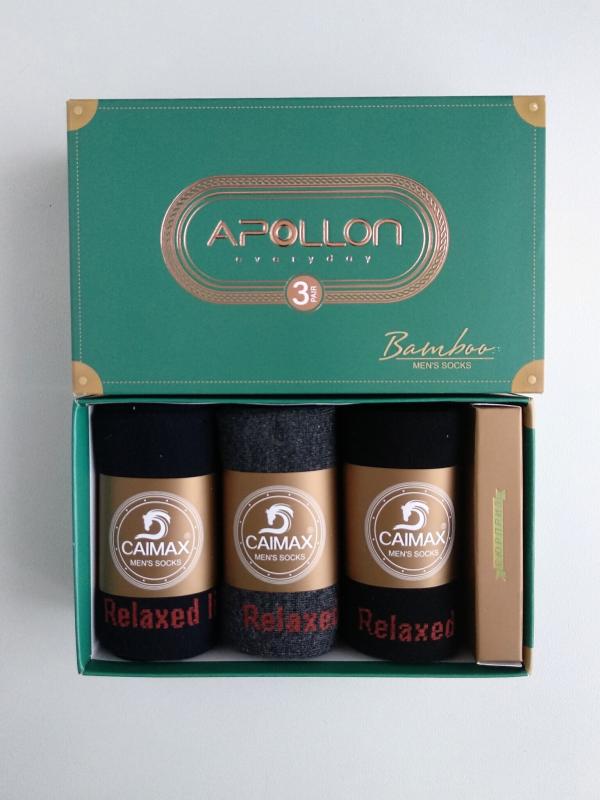 APOLLON
everyday
3
PAIR
Bamboo
MEN'S SOCKS
CAIMAX®
MEN'S SOCKS
CAIMAX®
MEN'S SOCKS
CAIMAX®
MEN'S SOCKS
Relaxed li
Relaxed
Relaxed